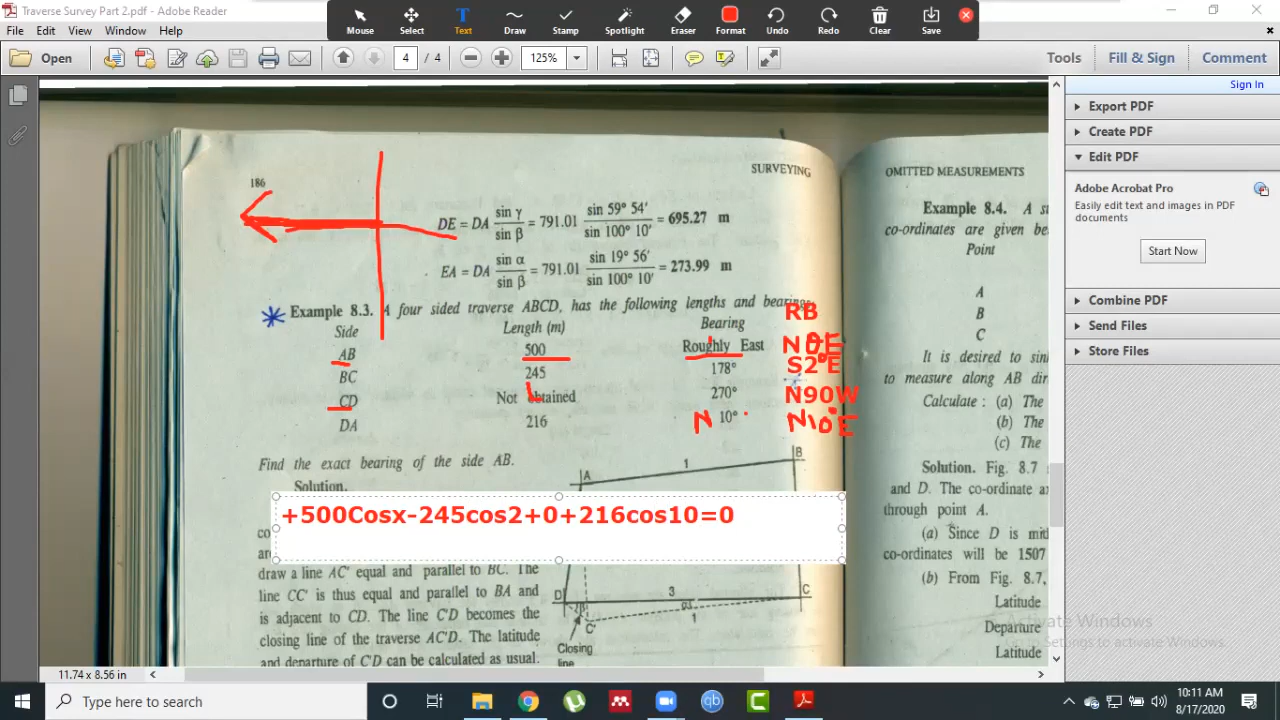 Traverse Survey Part 2.pdf - Adobe Reader
File Edit View Window Help
Mouse Select Text Draw Stamp Spotlight Eraser Format Undo Redo Clear Save
Open 4 / 4 125% Tools Fill & Sign Comment
Sign In
Export PDF
Create PDF
Edit PDF
Adobe Acrobat Pro
Easily edit text and images in PDF documents
Start Now
Combine PDF
Send Files
Store Files
186
SURVEYING
DE = DA sin γ / sin β = 791.01 sin 59° 54′ / sin 100° 10′ = 695.27 m
EA = DA sin α / sin β = 791.01 sin 19° 56′ / sin 100° 10′ = 273.99 m
Example 8.3. A four sided traverse ABCD, has the following lengths and bearings
Side Length (m) Bearing RB
AB 500 Roughly East
BC 245 178° S2°E
CD Not obtained 270° N90W
DA 216 N 10° N10E
Find the exact bearing of the side AB.
Solution.
+500Cosx-245cos2+0+216cos10=0
draw a line AC′ equal and parallel to BC. The
line CC′ is thus equal and parallel to BA and
is adjacent to CD. The line C′D becomes the
closing line of the traverse AC′D. The latitude
and departure of C′D can be calculated as usual.
A 1 B
D 3 C
1
C′
Closing
line
OMITTED MEASUREMENTS
Example 8.4. A
co-ordinates are given
Point
A
B
C
It is desired to
to measure along AB
Calculate : (a) The
(b) The
(c) The
Solution. Fig. 8.7
and D. The co-ordinate
through point A.
(a) Since D is
co-ordinates will be 1507
(b) From Fig. 8.7,
Latitude
Departure
Latitude
Activate Windows
Go to Settings to activate Windows.
11.74 x 8.56 in
Type here to search
10:11 AM
8/17/2020